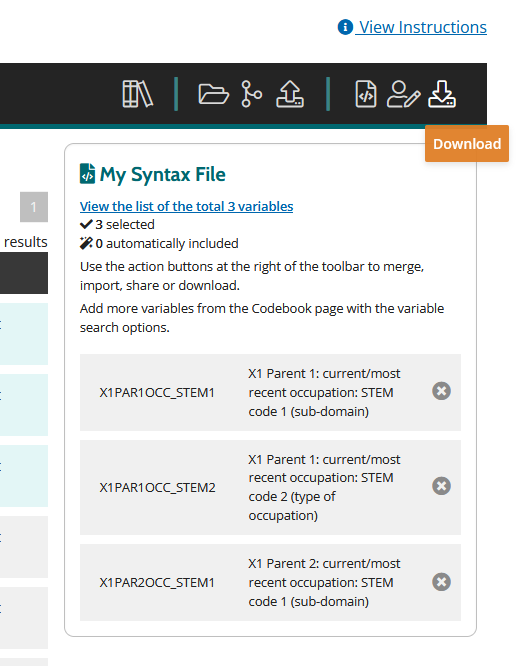 View Instructions
Download
My Syntax File
1
View the list of the total 3 variables
3 selected
results
0 automatically included
Use the action buttons at the right of the toolbar to merge,
import, share or download.
Add more variables from the Codebook page with the variable
search options.
X1PAR1OCC_STEM1
X1 Parent 1: current/most
recent occupation: STEM
code 1 (sub-domain)
X1PAR1OCC_STEM2
X1 Parent 1: current/most
recent occupation: STEM
code 2 (type of
occupation)
X1PAR2OCC_STEM1
X1 Parent 2: current/most
recent occupation: STEM
code 1 (sub-domain)